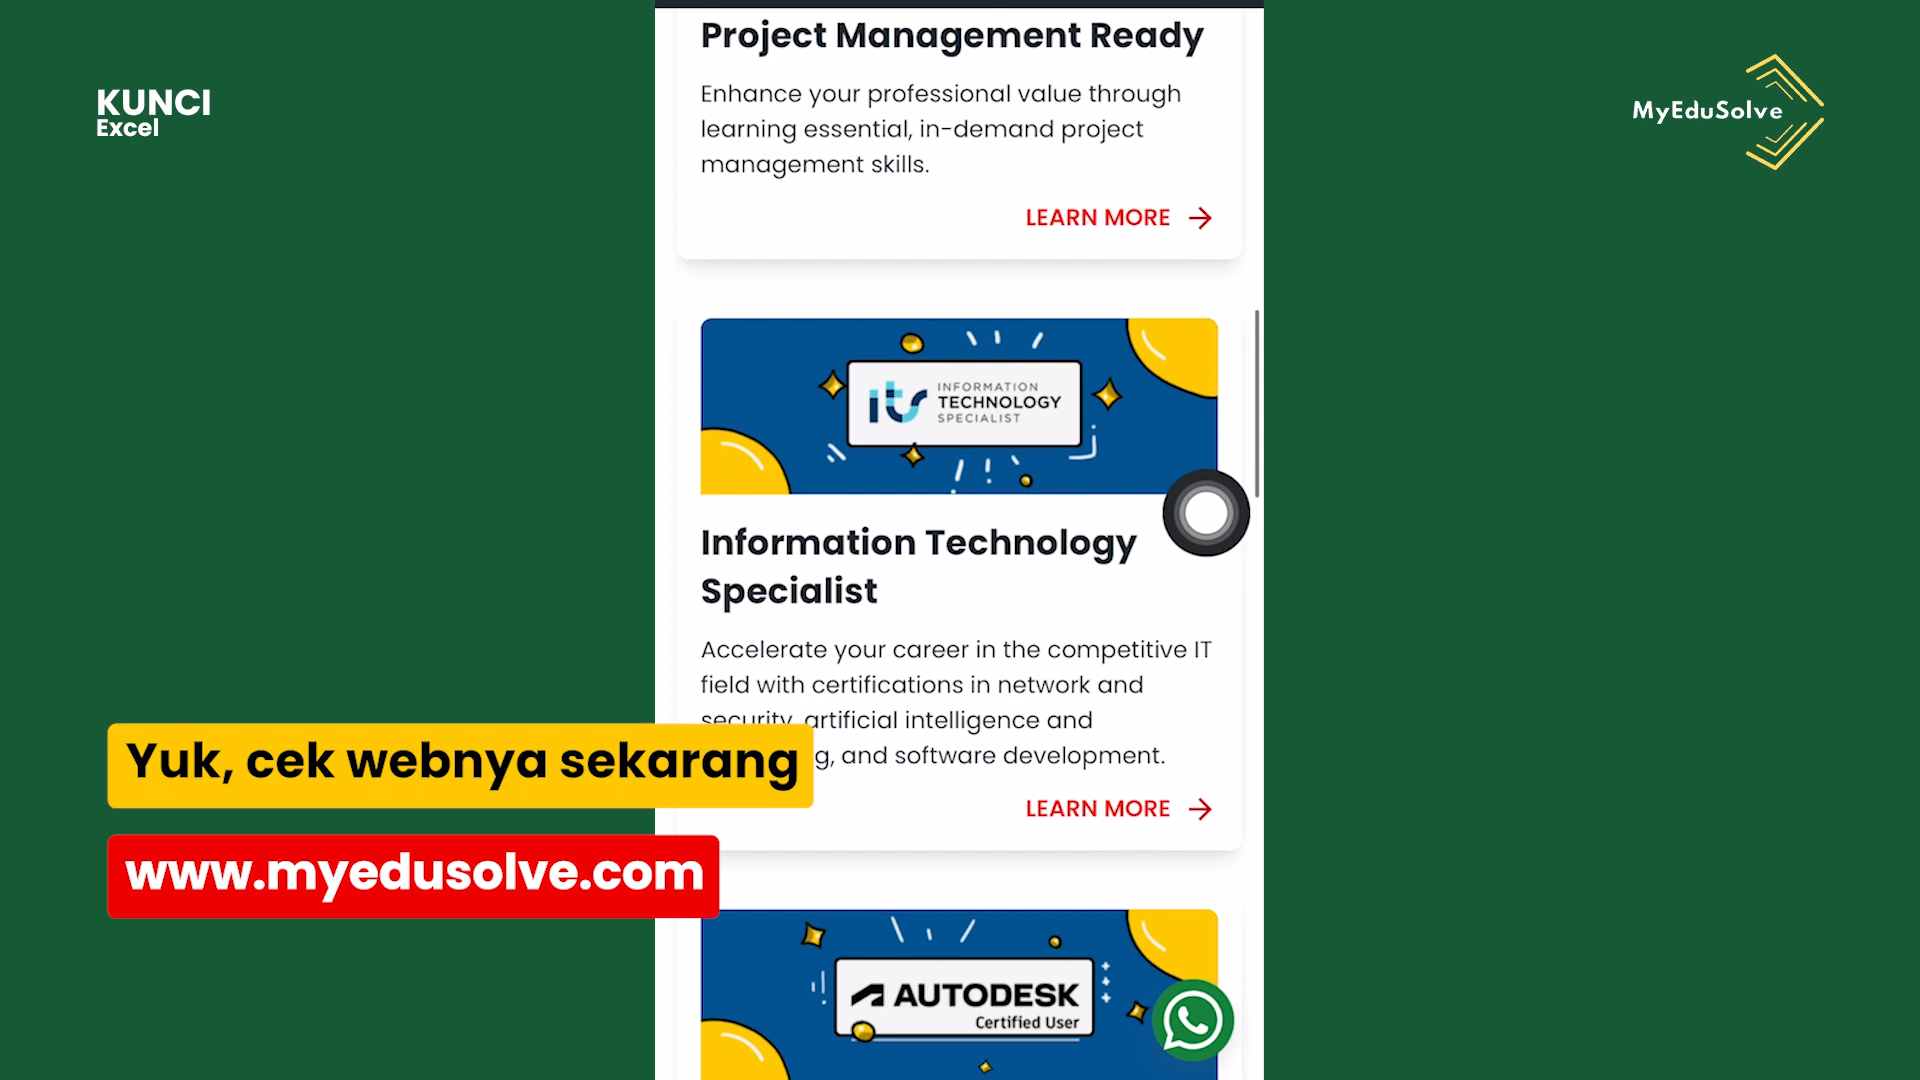 KUNCI
Excel
MyEduSolve
Project Management Ready
Enhance your professional value through
learning essential, in-demand project
management skills.
LEARN MORE
its INFORMATION
TECHNOLOGY
SPECIALIST
Information Technology
Specialist
Accelerate your career in the competitive IT
field with certifications in network and
security, artificial intelligence and
g, and software development.
LEARN MORE
Yuk, cek webnya sekarang
www.myedusolve.com
AUTODESK
Certified User